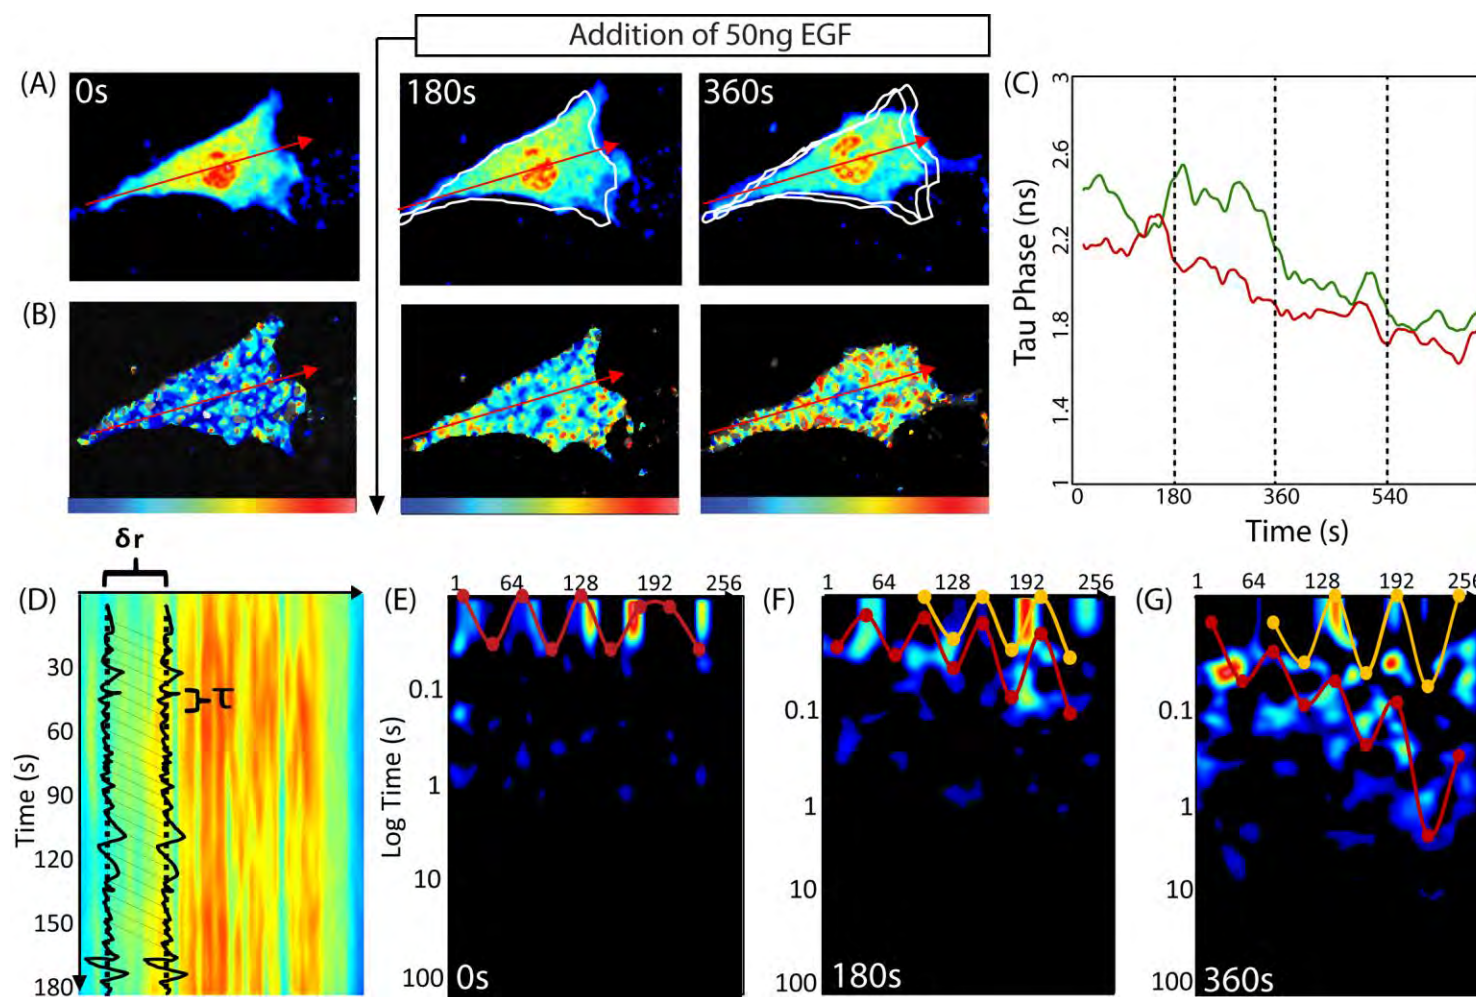 Addition of 50ng EGF
(A)
0s
180s
360s
(B)
(C)
3
2.6
2.2
1.8
1.4
1
Tau Phase (ns)
0
180
360
540
Time (s)
δr
(D)
τ
30
60
90
120
150
180
Time (s)
(E)
1
64
128
192
256
0.1
1
10
100
Log Time (s)
0s
(F)
1
64
128
192
256
0.1
1
10
100
180s
(G)
1
64
128
192
256
0.1
1
10
100
360s